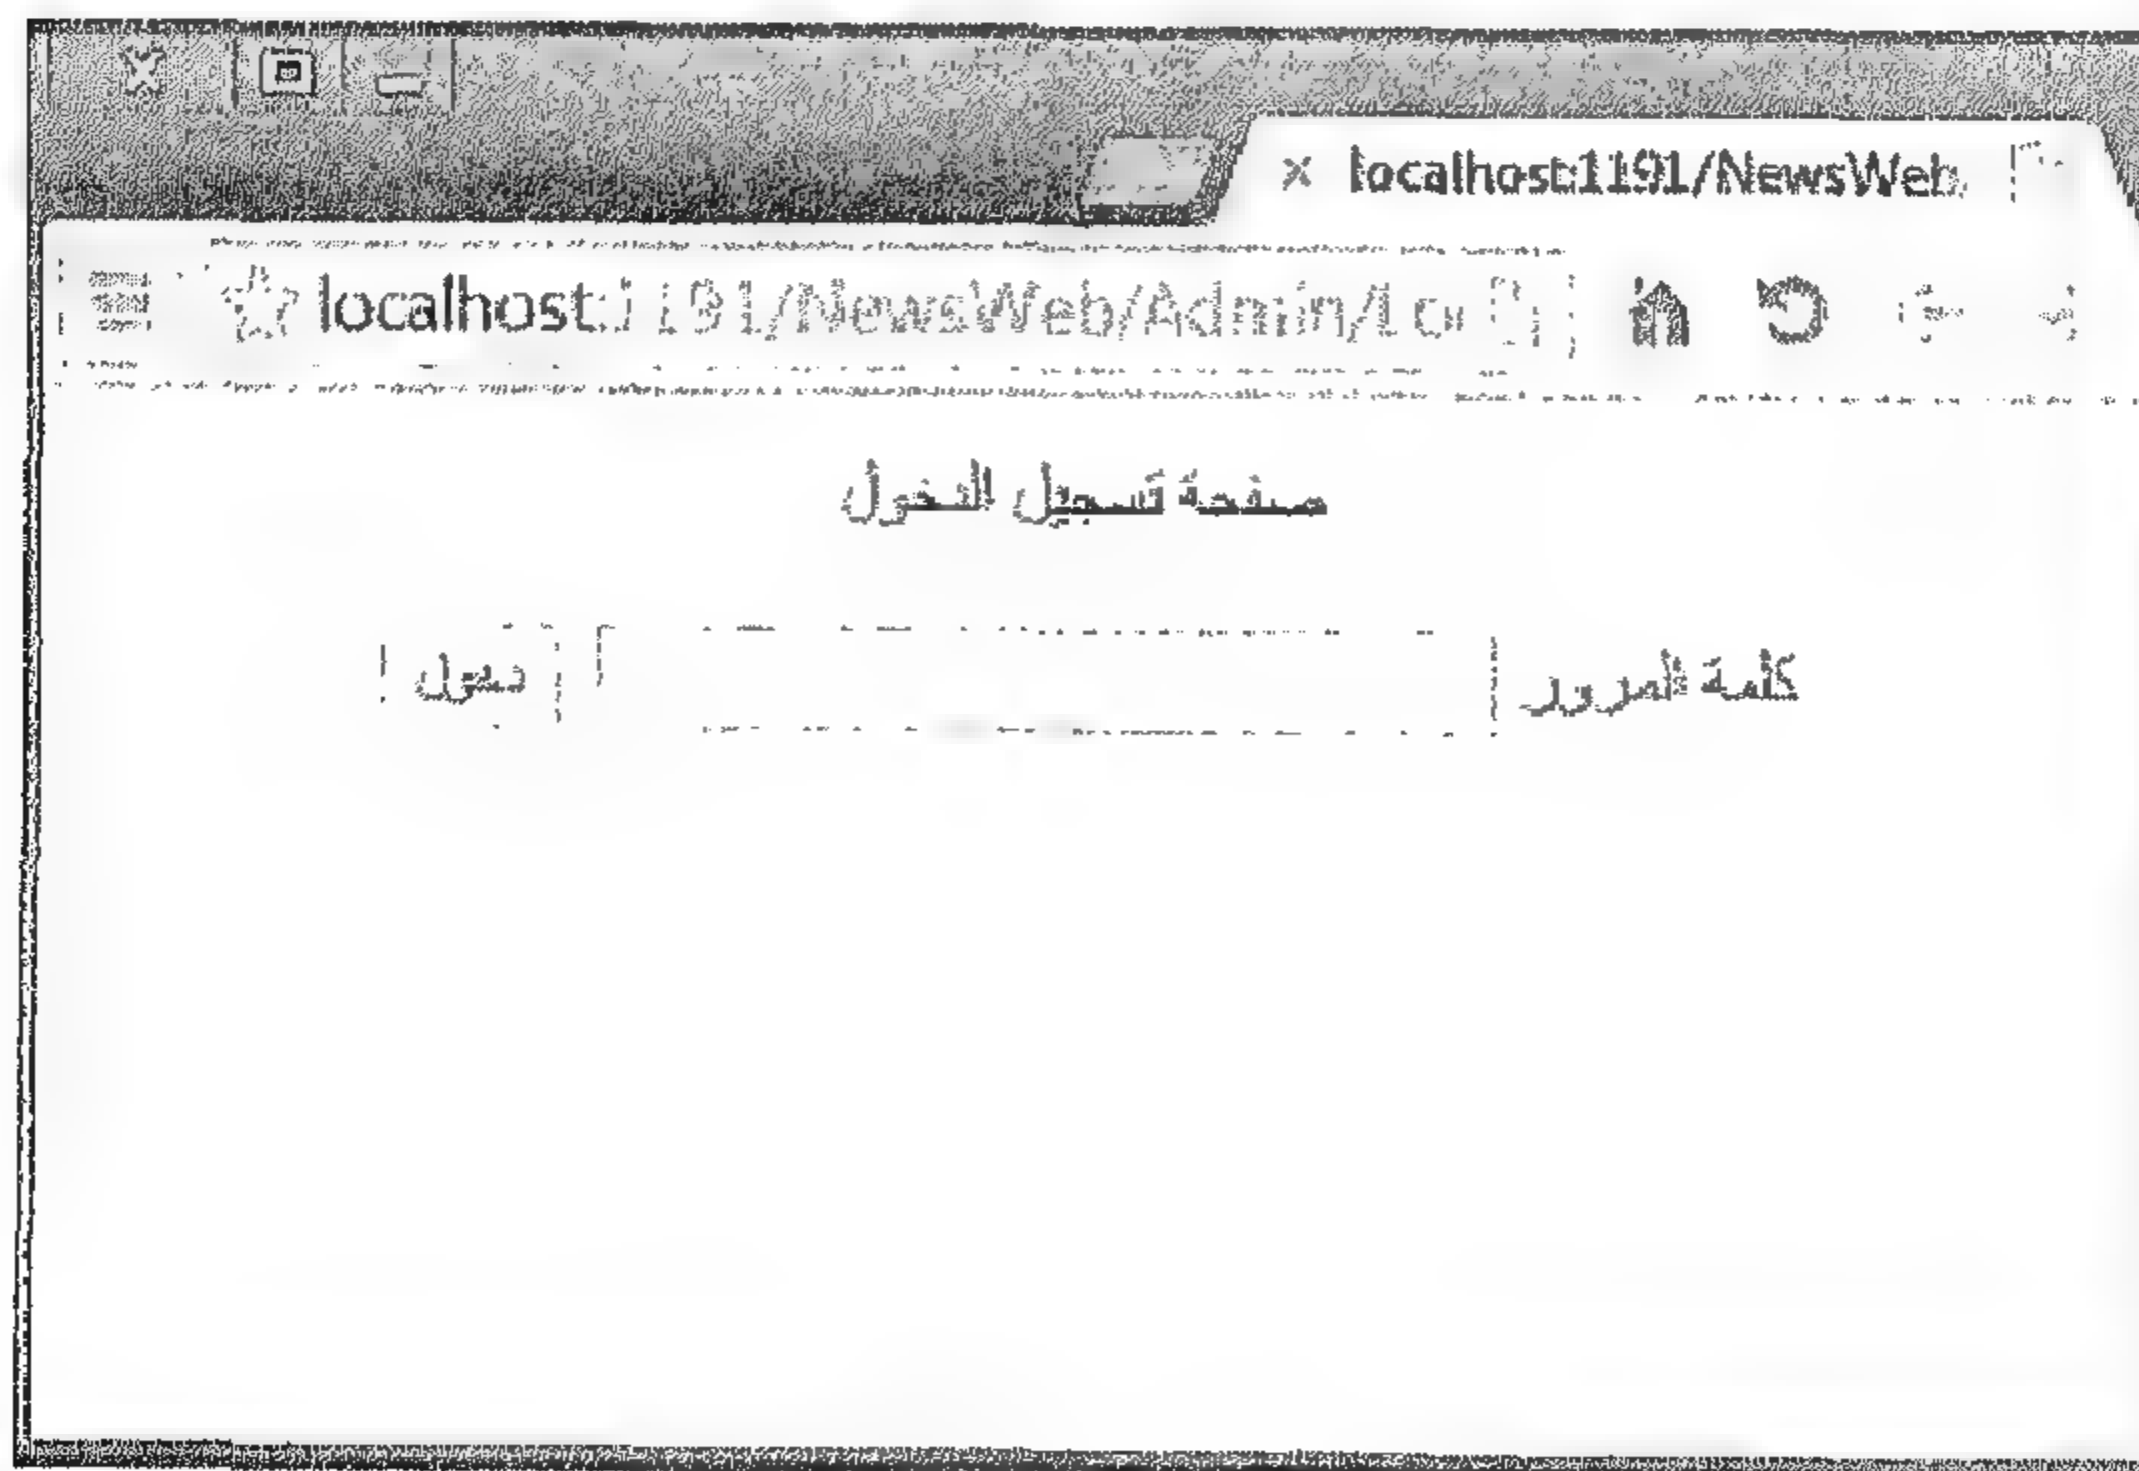 localhost:1191/NewsWeb/
localhost:1191/NewsWeb/Admin/Lo
صفحة تسجيل الدخول
كلمة المرور
دخول